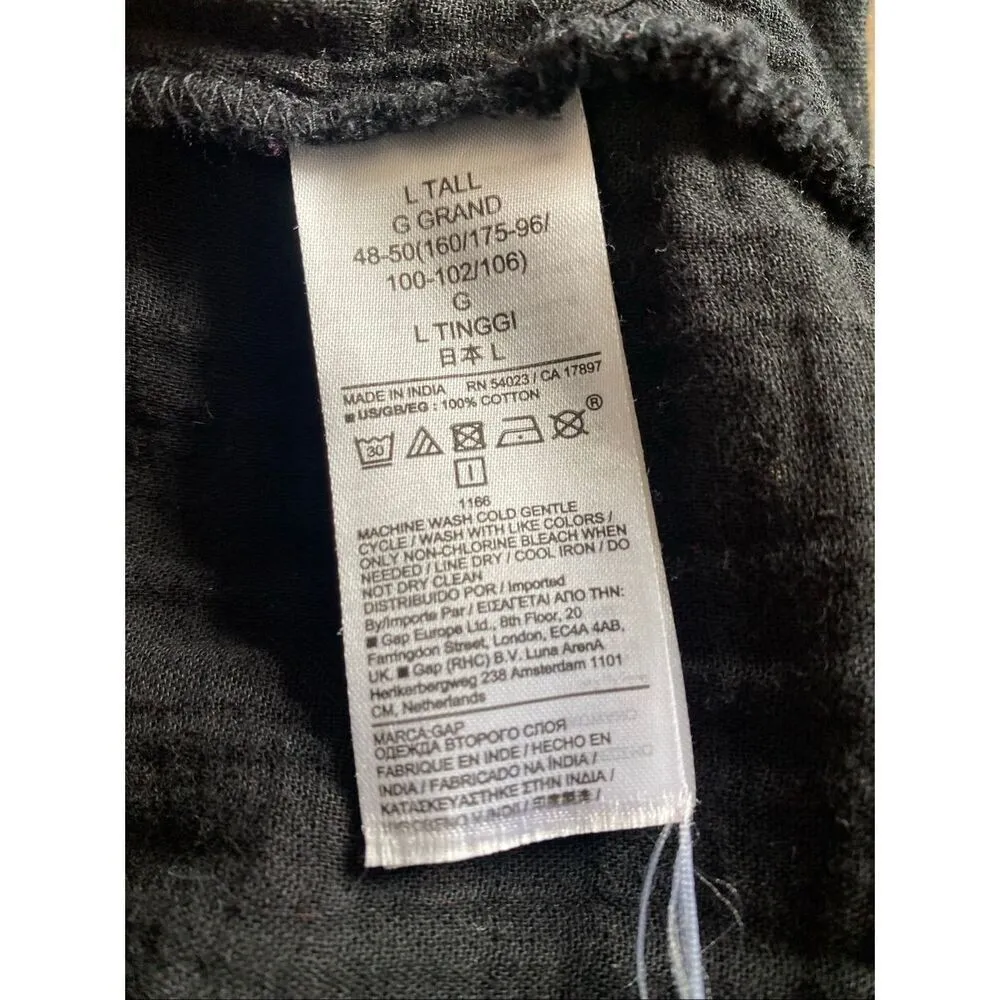 L TALL
G GRAND
48-50(160/175-96/
100-102/106)
G
L TINGGI
日本 L
MADE IN INDIA RN 54023 / CA 17897
US/GB/EG : 100% COTTON
30
®
1166
MACHINE WASH COLD GENTLE
CYCLE / WASH WITH LIKE COLORS /
ONLY NON-CHLORINE BLEACH WHEN
NEEDED / LINE DRY / COOL IRON / DO
NOT DRY CLEAN
DISTRIBUIDO POR / Imported
By/Importe Par / ΕΙΣΑΓΕΤΑΙ ΑΠΟ ΤΗΝ:
Gap Europe Ltd., 8th Floor, 20
Farringdon Street, London, EC4A 4AB,
UK. Gap (RHC) B.V. Luna ArenA
Herikerbergweg 238 Amsterdam 1101
CM, Netherlands
MARCA:GAP
ОДЕЖДА ВТОРОГО СЛОЯ
FABRIQUE EN INDE / HECHO EN
INDIA / FABRICADO NA ÍNDIA /
ΚΑΤΑΣΚΕΥΑΣΤΗΚΕ ΣΤΗΝ ΙΝΔΙΑ /